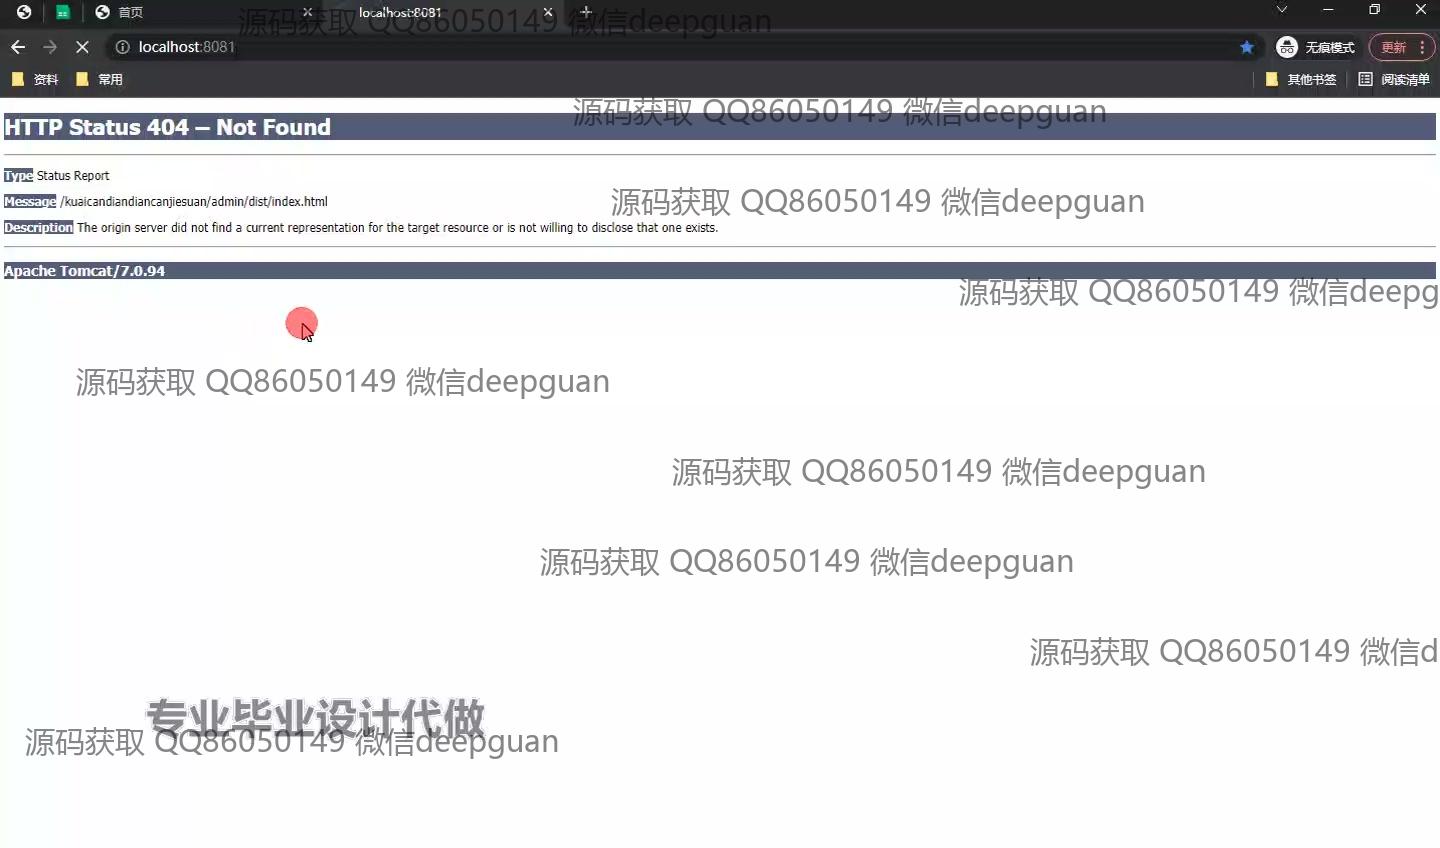 首页
localhost:8081
源码获取 QQ86050149 微信deepguan
localhost:8081
无痕模式
更新
资料
常用
其他书签
阅读清单
源码获取 QQ86050149 微信deepguan
HTTP Status 404 – Not Found
Type Status Report
源码获取 QQ86050149 微信deepguan
Message /kuaicandiandiancanjiesuan/admin/dist/index.html
Description The origin server did not find a current representation for the target resource or is not willing to disclose that one exists.
Apache Tomcat/7.0.94
源码获取 QQ86050149 微信deepg
源码获取 QQ86050149 微信deepguan
源码获取 QQ86050149 微信deepguan
源码获取 QQ86050149 微信deepguan
源码获取 QQ86050149 微信d
专业毕业设计代做
源码获取 QQ86050149 微信deepguan